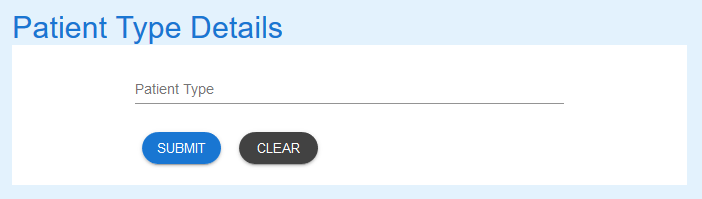 Patient Type Details
Patient Type
SUBMIT CLEAR